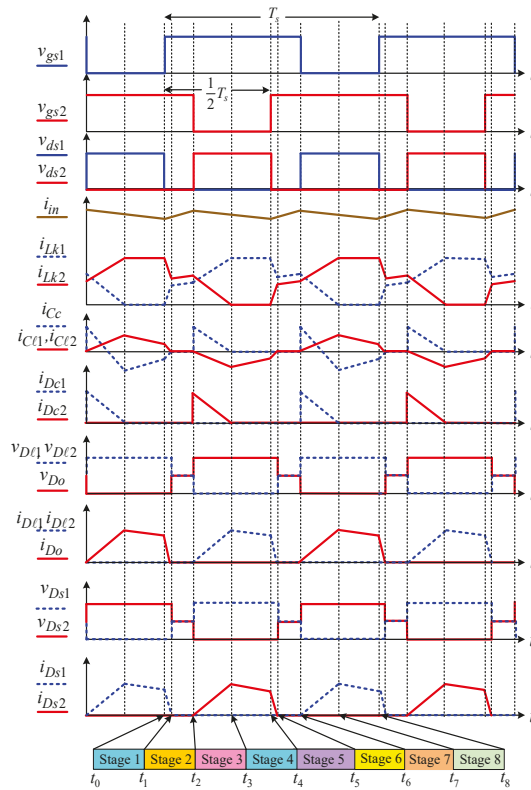 T_s
v_gs1
1/2 T_s
v_gs2
v_ds1
v_ds2
i_in
i_Lk1
i_Lk2
i_Cc
i_Cℓ1, i_Cℓ2
i_Dc1
i_Dc2
v_Dℓ1 v_Dℓ2
v_Do
i_Dℓ1 i_Dℓ2
i_Do
v_Ds1
v_Ds2
i_Ds1
i_Ds2
Stage 1 Stage 2 Stage 3 Stage 4 Stage 5 Stage 6 Stage 7 Stage 8
t_0 t_1 t_2 t_3 t_4 t_5 t_6 t_7 t_8